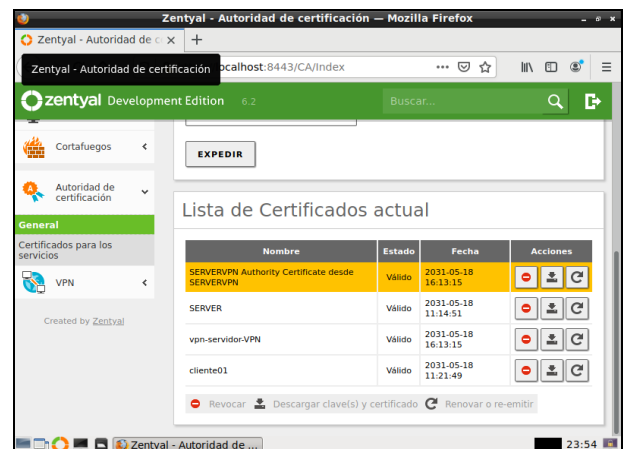 Zentyal - Autoridad de certificación — Mozilla Firefox
Zentyal - Autoridad de c
Zentyal - Autoridad de certificación
ocalhost:8443/CA/Index
zentyal Development Edition 6.2
Buscar...
Cortafuegos
Autoridad de
certificación
General
Certificados para los
servicios
VPN
Created by Zentyal
EXPEDIR
Lista de Certificados actual
Nombre Estado Fecha Acciones
SERVERVPN Authority Certificate desde
SERVERVPN
Válido
2031-05-18
16:13:15
SERVER
Válido
2031-05-18
11:14:51
vpn-servidor-VPN
Válido
2031-05-18
16:13:15
cliente01
Válido
2031-05-18
11:21:49
Revocar Descargar clave(s) y certificado Renovar o re-emitir
Zentyal - Autoridad de ...
23:54